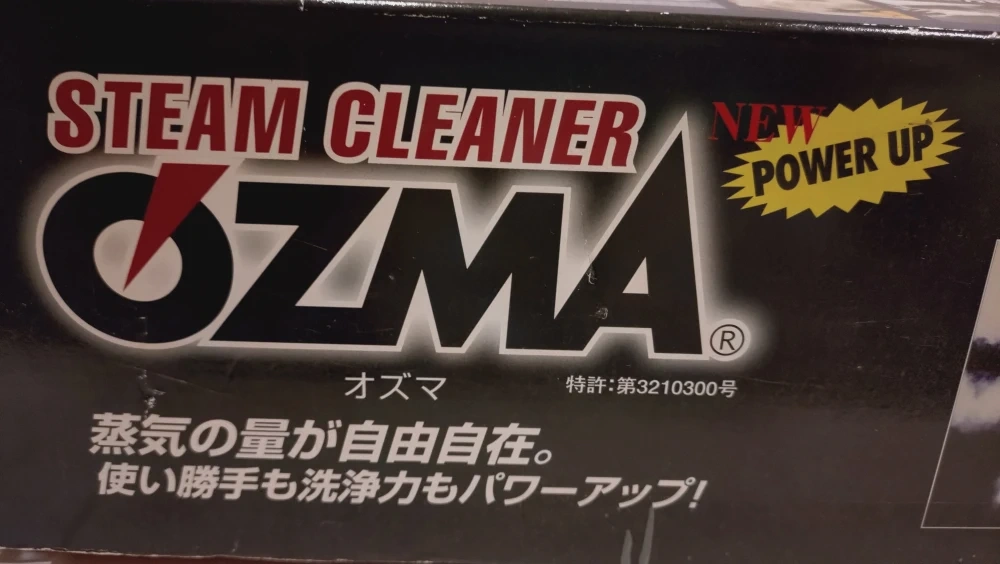 STEAM CLEANER
NEW
POWER UP
OZMA®
オズマ
特許:第3210300号
蒸気の量が自由自在。
使い勝手も洗浄力もパワーアップ!